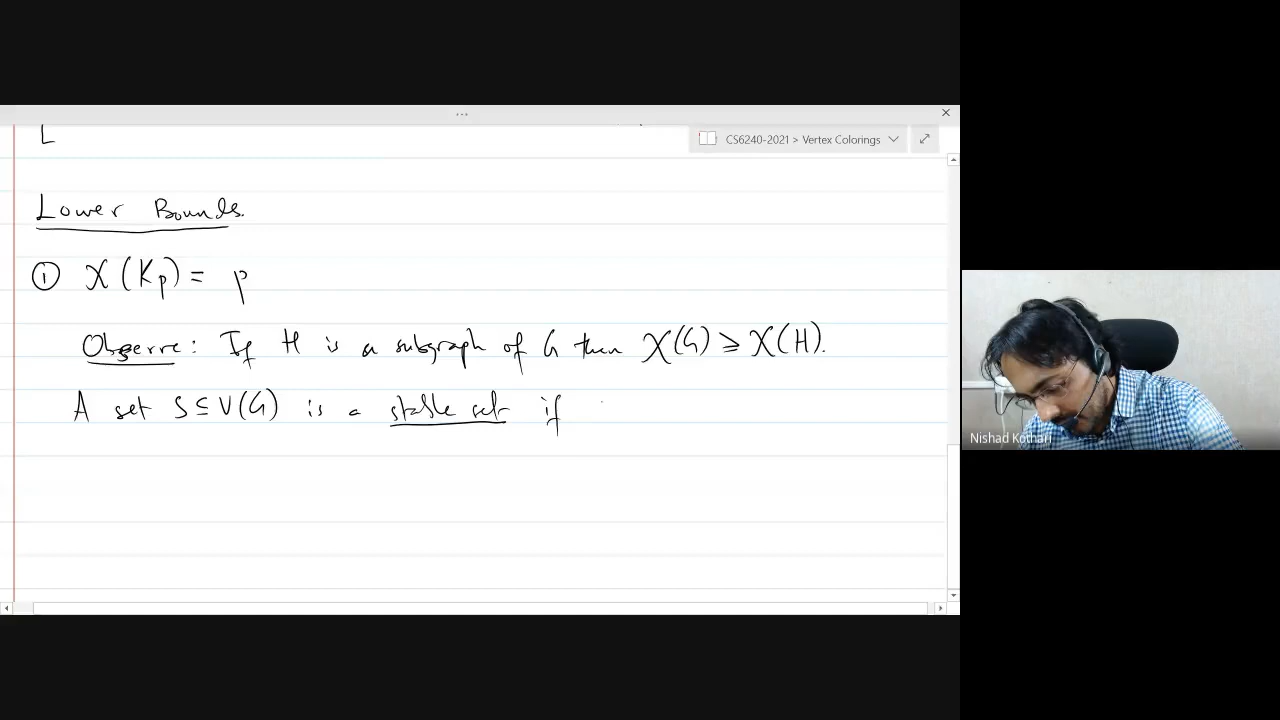 CS6240-2021 > Vertex Colorings
Lower Bounds.
① χ(Kp) = p
Observe: If H is a subgraph of G then χ(G) ⩾ χ(H).
A set S ⊆ V(G) is a stable set if
Nishad Kothari